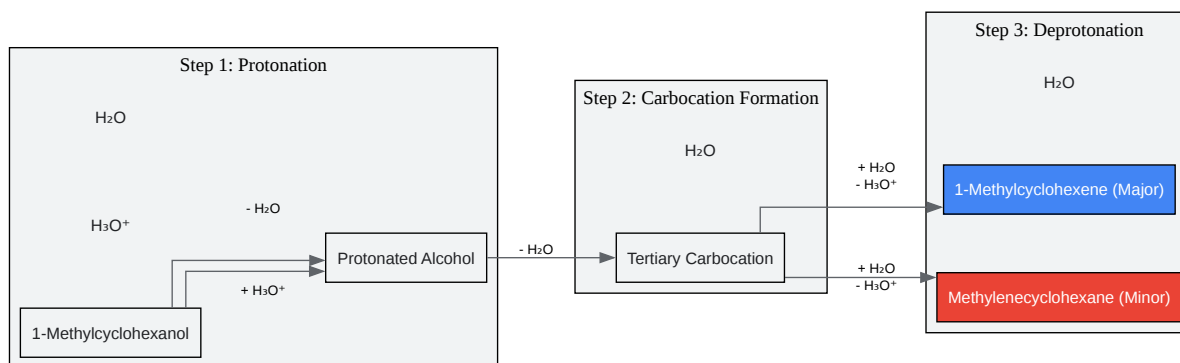 Step 1: Protonation
H₂O
H₃O⁺
- H₂O
+ H₃O⁺
1-Methylcyclohexanol
Protonated Alcohol
- H₂O
Step 2: Carbocation Formation
H₂O
Tertiary Carbocation
+ H₂O
- H₃O⁺
+ H₂O
- H₃O⁺
Step 3: Deprotonation
H₂O
1-Methylcyclohexene (Major)
Methylenecyclohexane (Minor)